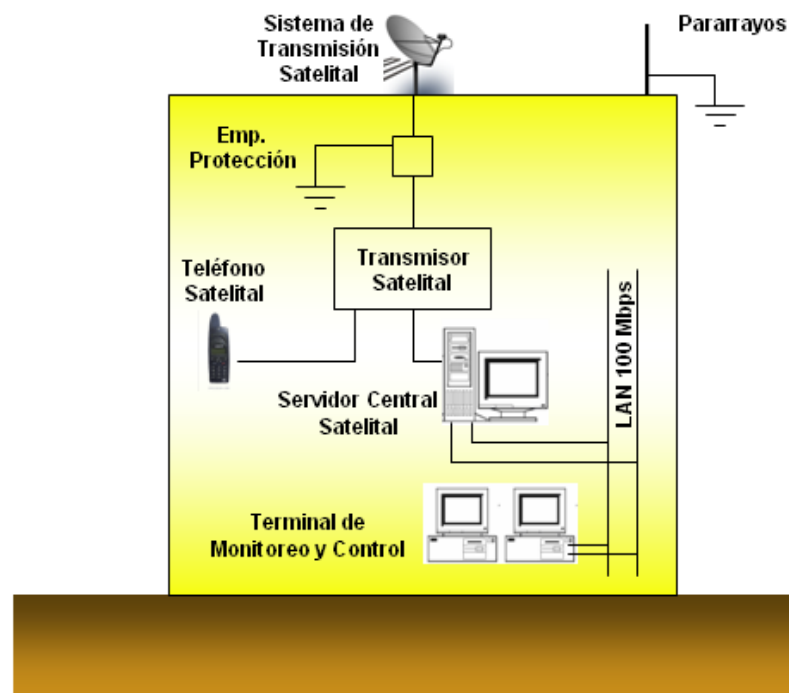 Sistema de
Transmisión
Satelital
Pararrayos
Emp.
Protección
Transmisor
Satelital
Teléfono
Satelital
LAN 100 Mbps
Servidor Central
Satelital
Terminal de
Monitoreo y Control